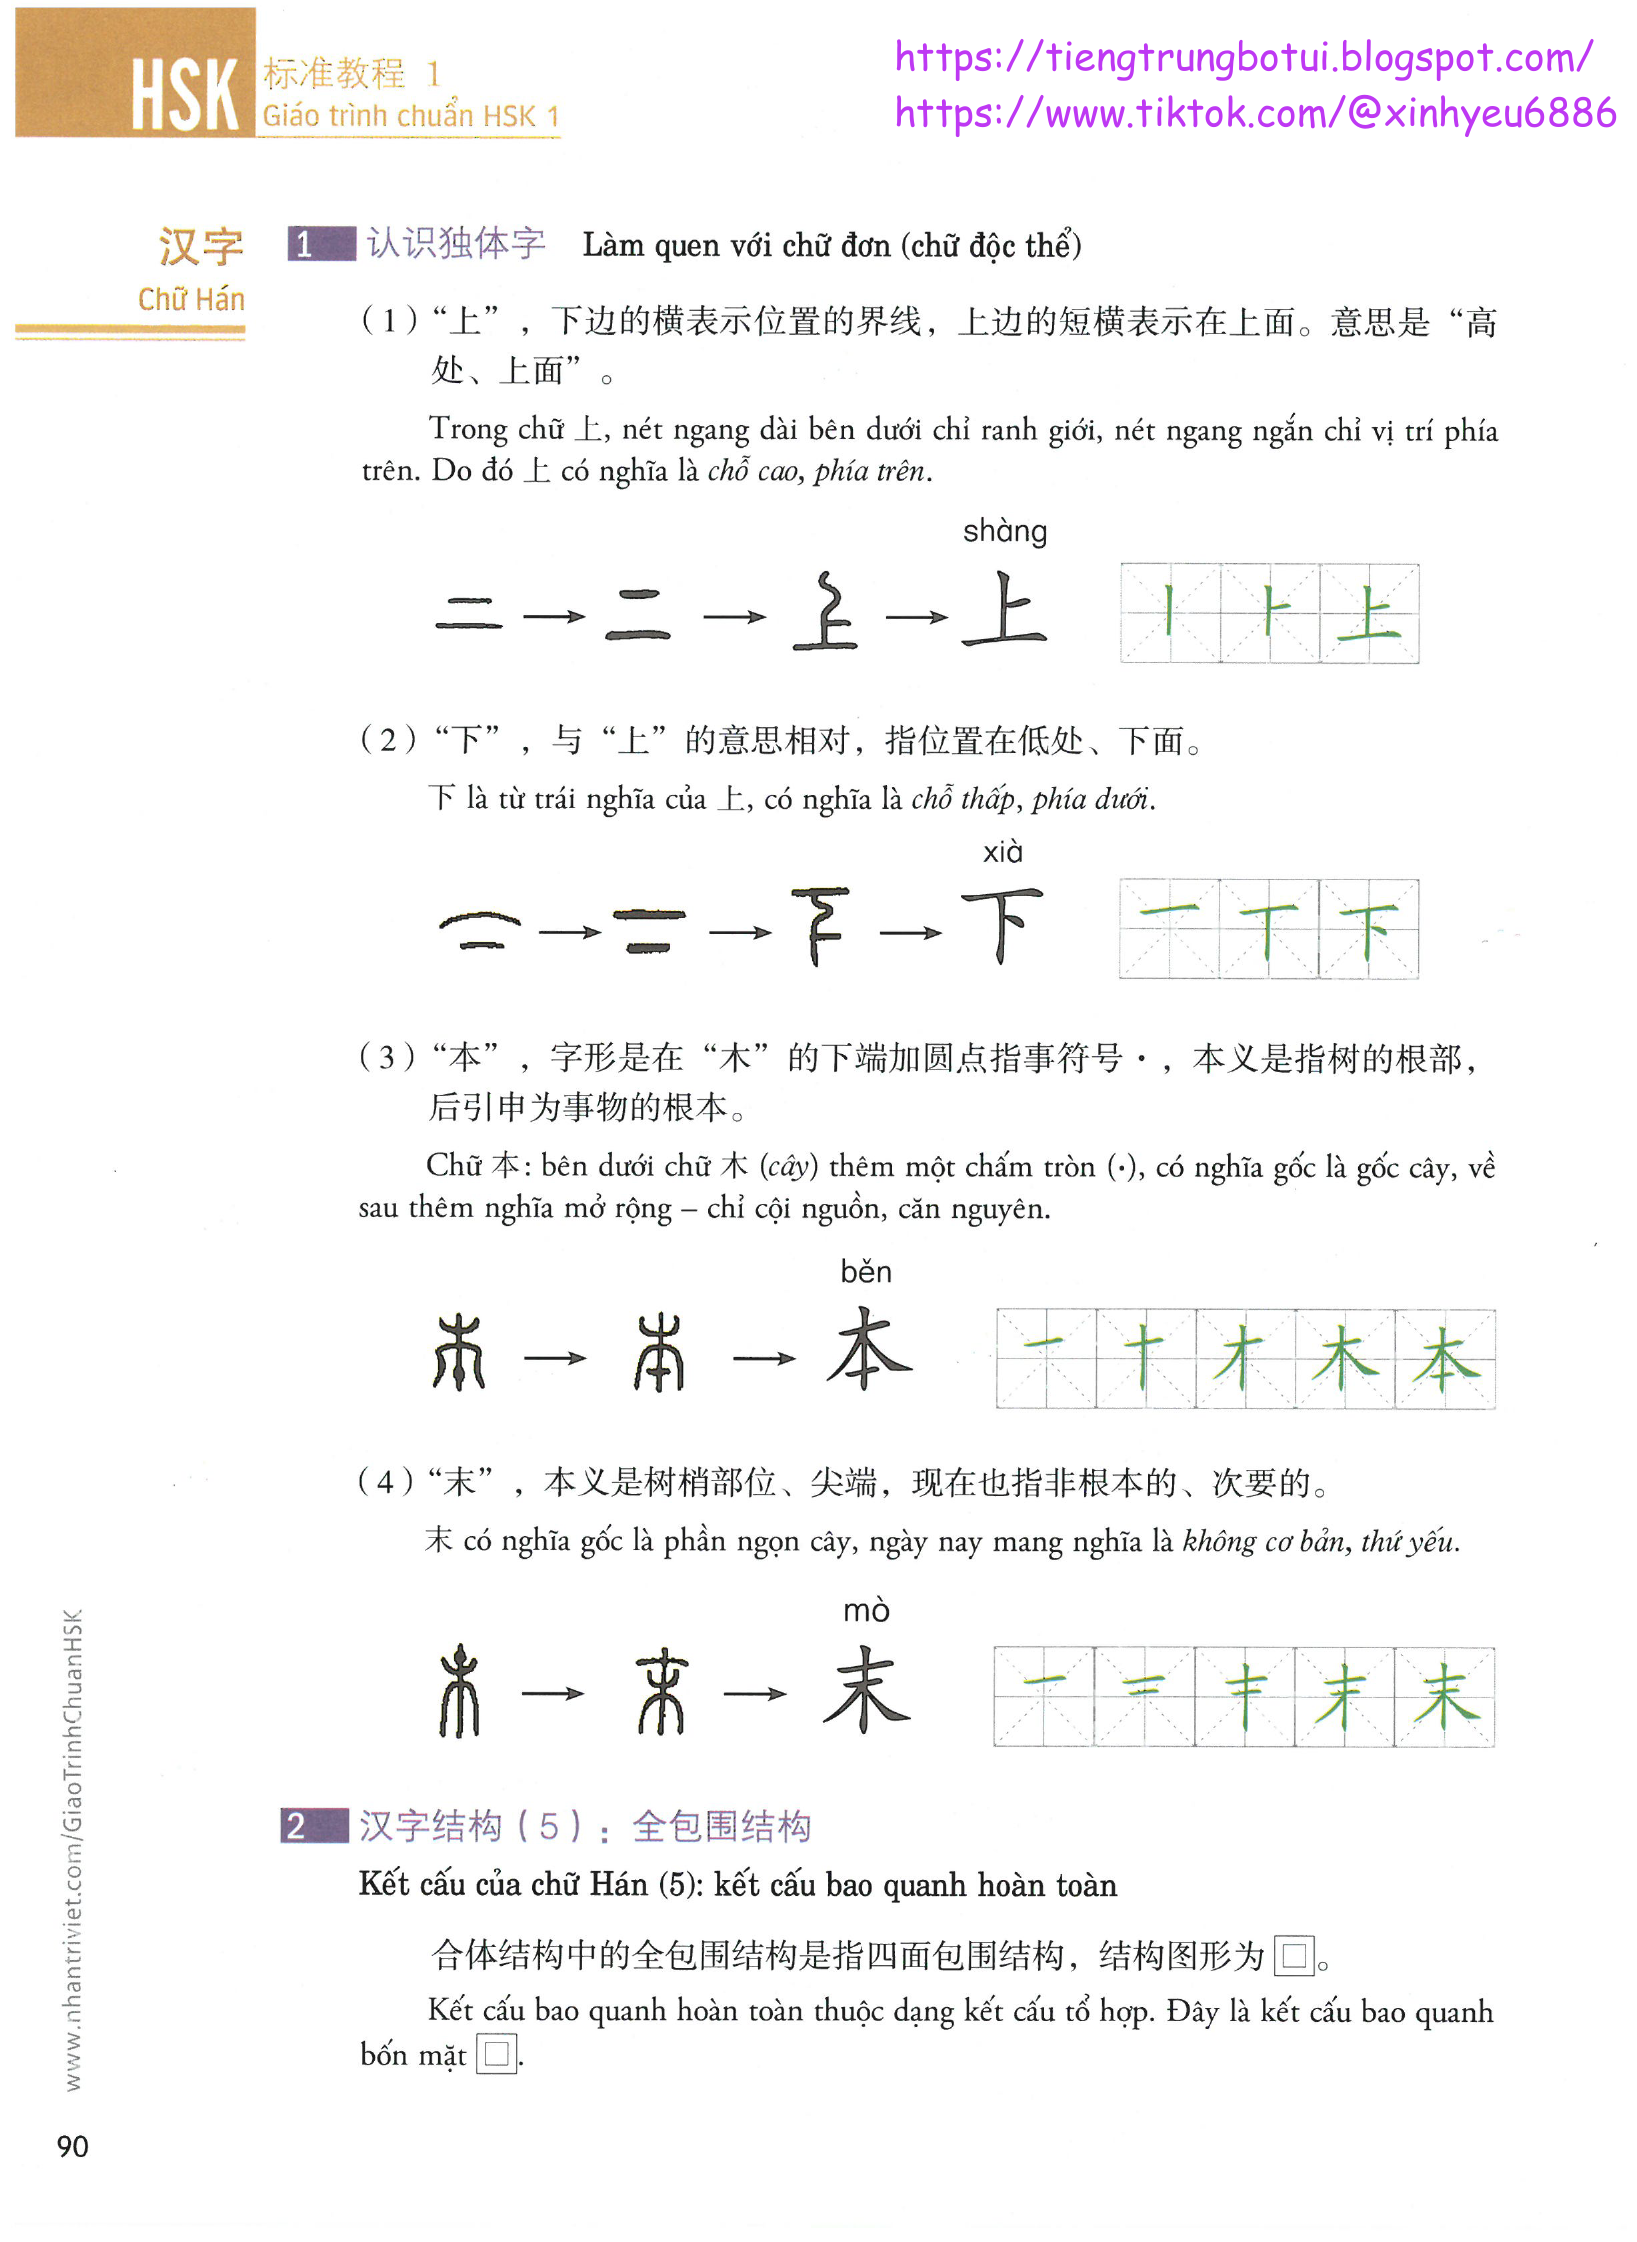 HSK 标准教程 1
Giáo trình chuẩn HSK 1
https://tiengtrungbotui.blogspot.com/
https://www.tiktok.com/@xinhyeu6886
汉字
Chữ Hán
1 认识独体字 Làm quen với chữ đơn (chữ độc thể)
（1）“上”，下边的横表示位置的界线，上边的短横表示在上面。意思是“高
处、上面”。
Trong chữ 上, nét ngang dài bên dưới chỉ ranh giới, nét ngang ngắn chỉ vị trí phía
trên. Do đó 上 có nghĩa là chỗ cao, phía trên.
shàng
上
（2）“下”，与“上”的意思相对，指位置在低处、下面。
下 là từ trái nghĩa của 上, có nghĩa là chỗ thấp, phía dưới.
xià
下
（3）“本”，字形是在“木”的下端加圆点指事符号·，本义是指树的根部，
后引申为事物的根本。
Chữ 本: bên dưới chữ 木 (cây) thêm một chấm tròn (·), có nghĩa gốc là gốc cây, về
sau thêm nghĩa mở rộng – chỉ cội nguồn, căn nguyên.
běn
本
（4）“末”，本义是树梢部位、尖端，现在也指非根本的、次要的。
末 có nghĩa gốc là phần ngọn cây, ngày nay mang nghĩa là không cơ bản, thứ yếu.
mò
末
2 汉字结构（5）：全包围结构
Kết cấu của chữ Hán (5): kết cấu bao quanh hoàn toàn
合体结构中的全包围结构是指四面包围结构，结构图形为回。
Kết cấu bao quanh hoàn toàn thuộc dạng kết cấu tổ hợp. Đây là kết cấu bao quanh
bốn mặt 回.
www.nhantriviet.com/GiaoTrinhChuanHSK
90